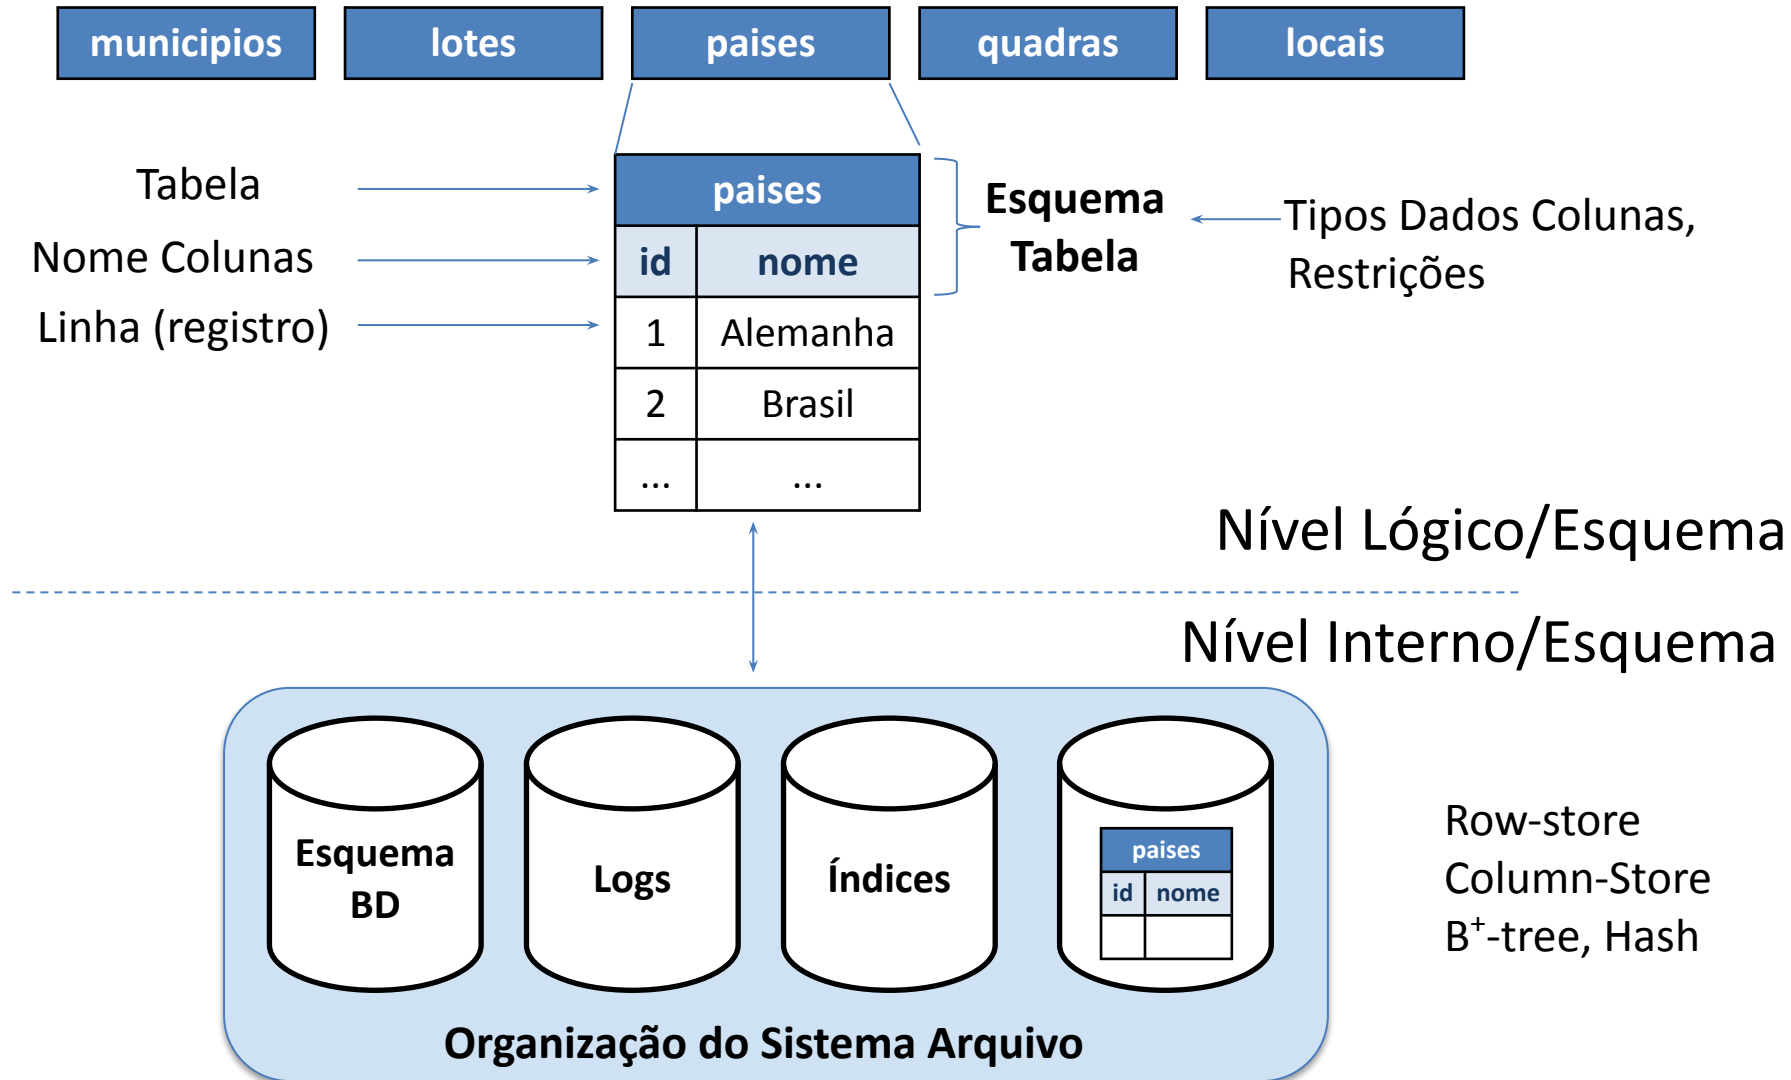 municipios
lotes
paises
quadras
locais
Tabela
Nome Colunas
Linha (registro)
paises
id nome
1 Alemanha
2 Brasil
... ...
Esquema
Tabela
Tipos Dados Colunas,
Restrições
Nível Lógico/Esquema
Nível Interno/Esquema
Esquema
BD
Logs
Índices
paises
id nome
Row-store
Column-Store
B⁺-tree, Hash
Organização do Sistema Arquivo